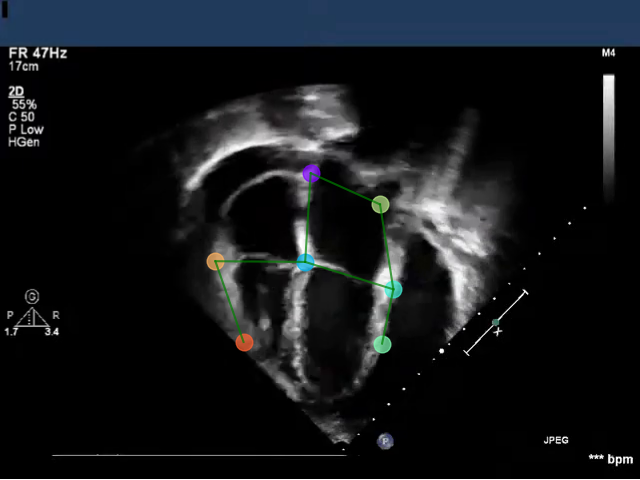 FR 47Hz
17cm
2D
55%
C 50
P Low
HGen
M4
G
P R
1.7 3.4
P
JPEG
*** bpm